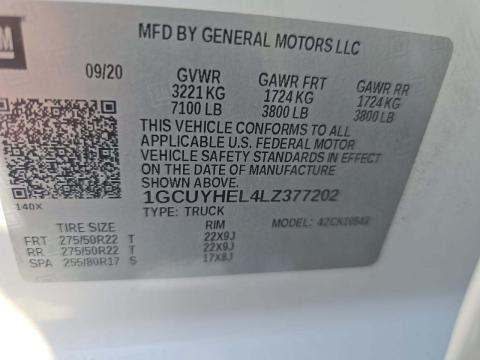 GM
MFD BY GENERAL MOTORS LLC
09/20 GVWR GAWR FRT GAWR RR
3221 KG 1724 KG 1724 KG
7100 LB 3800 LB 3800 LB
THIS VEHICLE CONFORMS TO ALL
APPLICABLE U.S. FEDERAL MOTOR
VEHICLE SAFETY STANDARDS IN EFFECT
ON THE DATE OF MANUFACTURE
SHOWN ABOVE.
1GCUYHEL4LZ377202
140X TYPE: TRUCK MODEL:
TIRE SIZE RIM
FRT 275/50R22 T 22X9J
RR 275/50R22 T 22X9J
SPA 255/80R17 S 17X8J